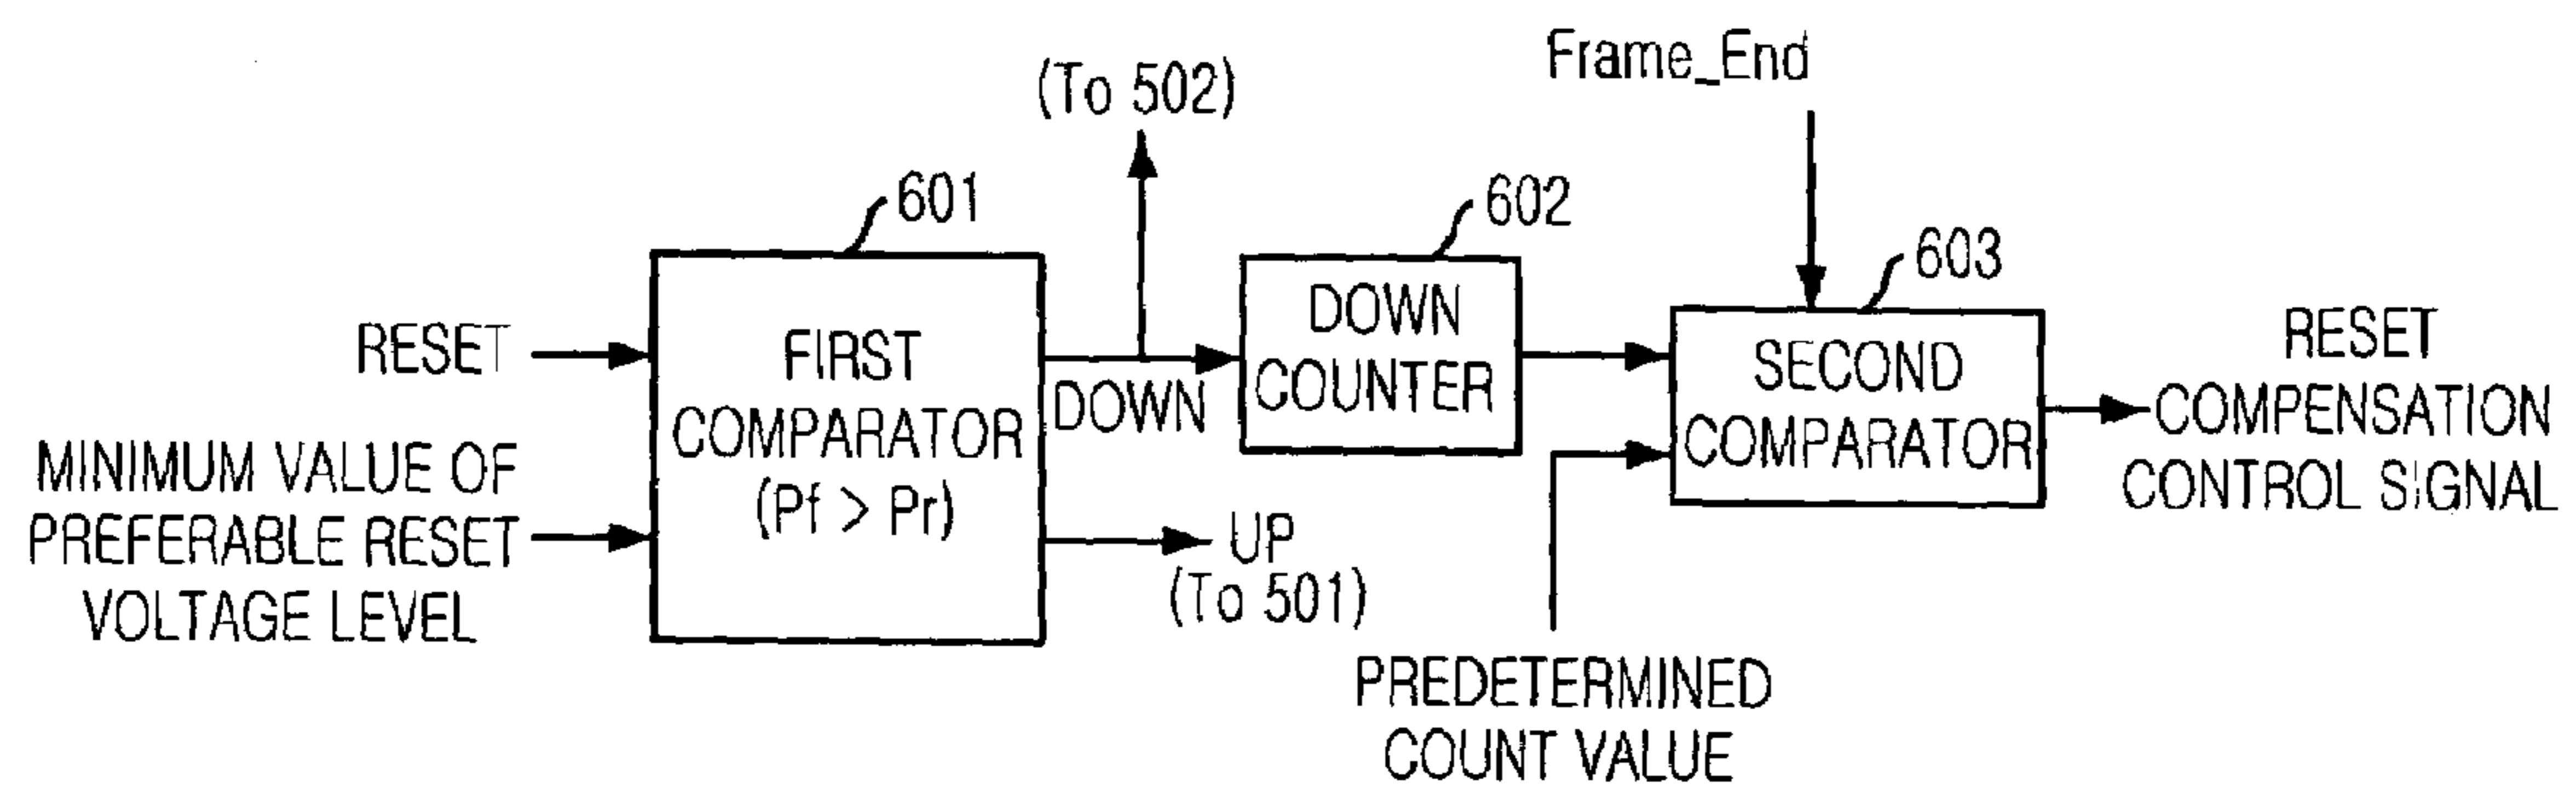 Frame_End
(To 502)
601
602
603
RESET
MINIMUM VALUE OF
PREFERABLE RESET
VOLTAGE LEVEL
FIRST
COMPARATOR
(Pf > Pr)
DOWN
UP
(To 501)
DOWN
COUNTER
PREDETERMINED
COUNT VALUE
SECOND
COMPARATOR
RESET
COMPENSATION
CONTROL SIGNAL